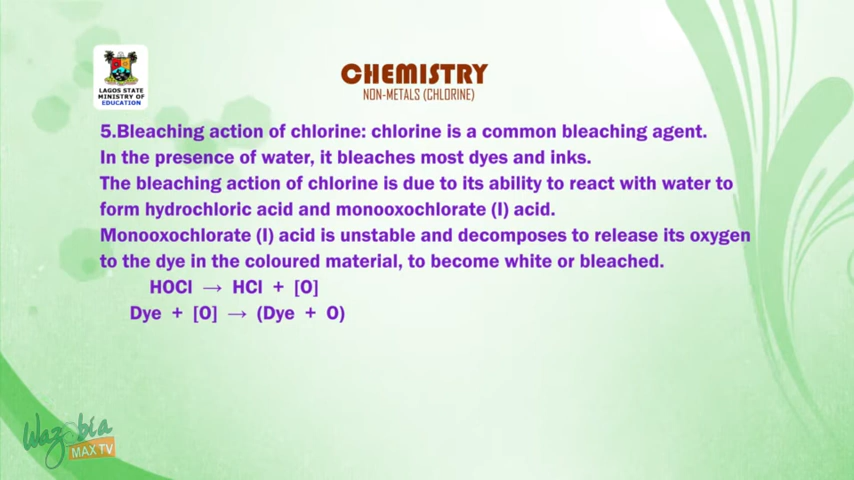 LAGOS STATE
MINISTRY OF
EDUCATION
CHEMISTRY
NON-METALS (CHLORINE)
5.Bleaching action of chlorine: chlorine is a common bleaching agent.
In the presence of water, it bleaches most dyes and inks.
The bleaching action of chlorine is due to its ability to react with water to
form hydrochloric acid and monooxochlorate (I) acid.
Monooxochlorate (I) acid is unstable and decomposes to release its oxygen
to the dye in the coloured material, to become white or bleached.
HOCl → HCl + [O]
Dye + [O] → (Dye + O)
Wazobia
MAX TV